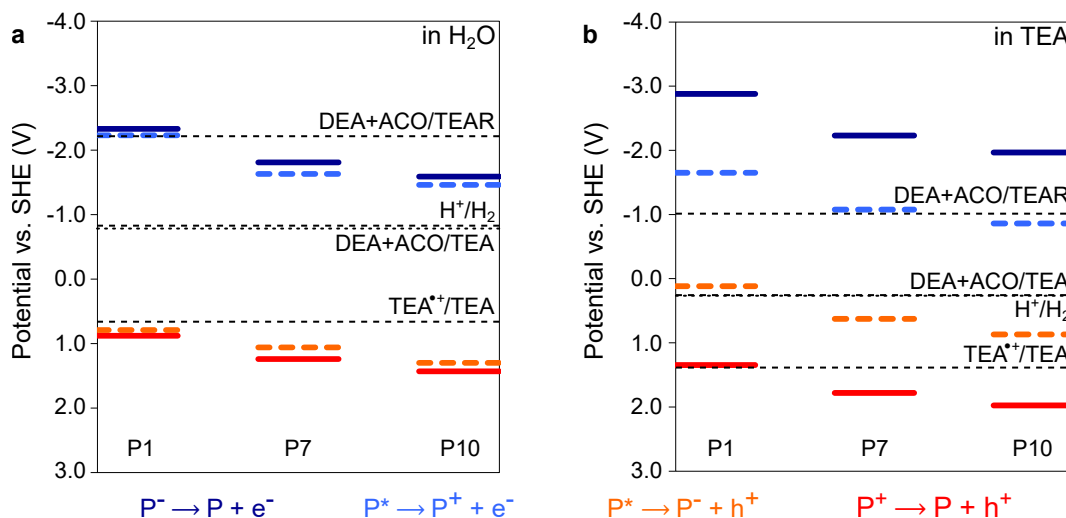 a
in H₂O
Potential vs. SHE (V)
-4.0
-3.0
-2.0
-1.0
0.0
1.0
2.0
3.0
DEA+ACO/TEAR
H⁺/H₂
DEA+ACO/TEA
TEA•⁺/TEA
P1 P7 P10
b
in TEA
Potential vs. SHE (V)
-4.0
-3.0
-2.0
-1.0
0.0
1.0
2.0
3.0
DEA+ACO/TEAR
DEA+ACO/TEA
H⁺/H₂
TEA•⁺/TEA
P1 P7 P10
P⁻ → P + e⁻ P* → P⁺ + e⁻ P* → P⁻ + h⁺ P⁺ → P + h⁺